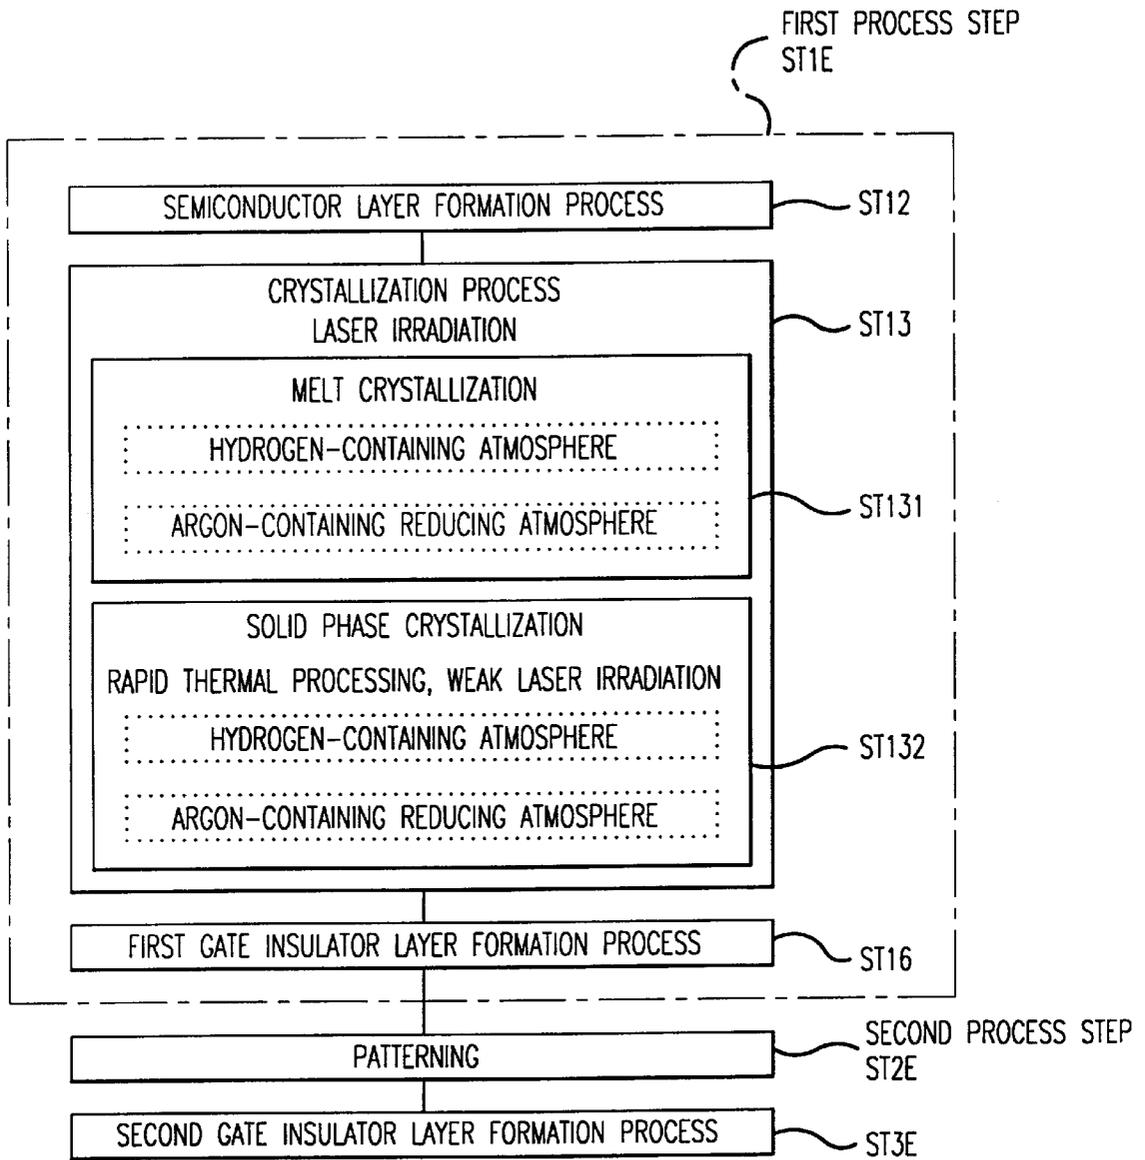 FIRST PROCESS STEP
ST1E
SEMICONDUCTOR LAYER FORMATION PROCESS
ST12
CRYSTALLIZATION PROCESS
LASER IRRADIATION
ST13
MELT CRYSTALLIZATION
HYDROGEN-CONTAINING ATMOSPHERE
ARGON-CONTAINING REDUCING ATMOSPHERE
ST131
SOLID PHASE CRYSTALLIZATION
RAPID THERMAL PROCESSING, WEAK LASER IRRADIATION
HYDROGEN-CONTAINING ATMOSPHERE
ST132
ARGON-CONTAINING REDUCING ATMOSPHERE
FIRST GATE INSULATOR LAYER FORMATION PROCESS
ST16
PATTERNING
SECOND PROCESS STEP
ST2E
SECOND GATE INSULATOR LAYER FORMATION PROCESS
ST3E